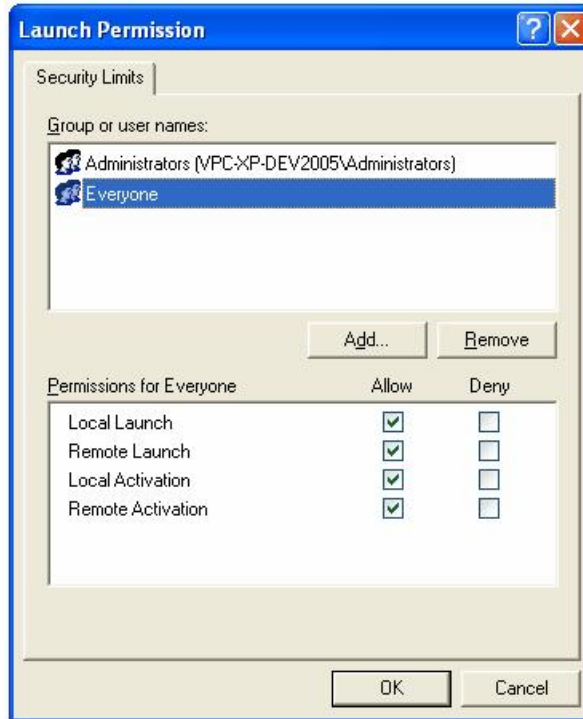 Launch Permission
Security Limits
Group or user names:
Administrators (VPC-XP-DEV2005\Administrators)
Everyone
Add... Remove
Permissions for Everyone Allow Deny
Local Launch
Remote Launch
Local Activation
Remote Activation
OK Cancel